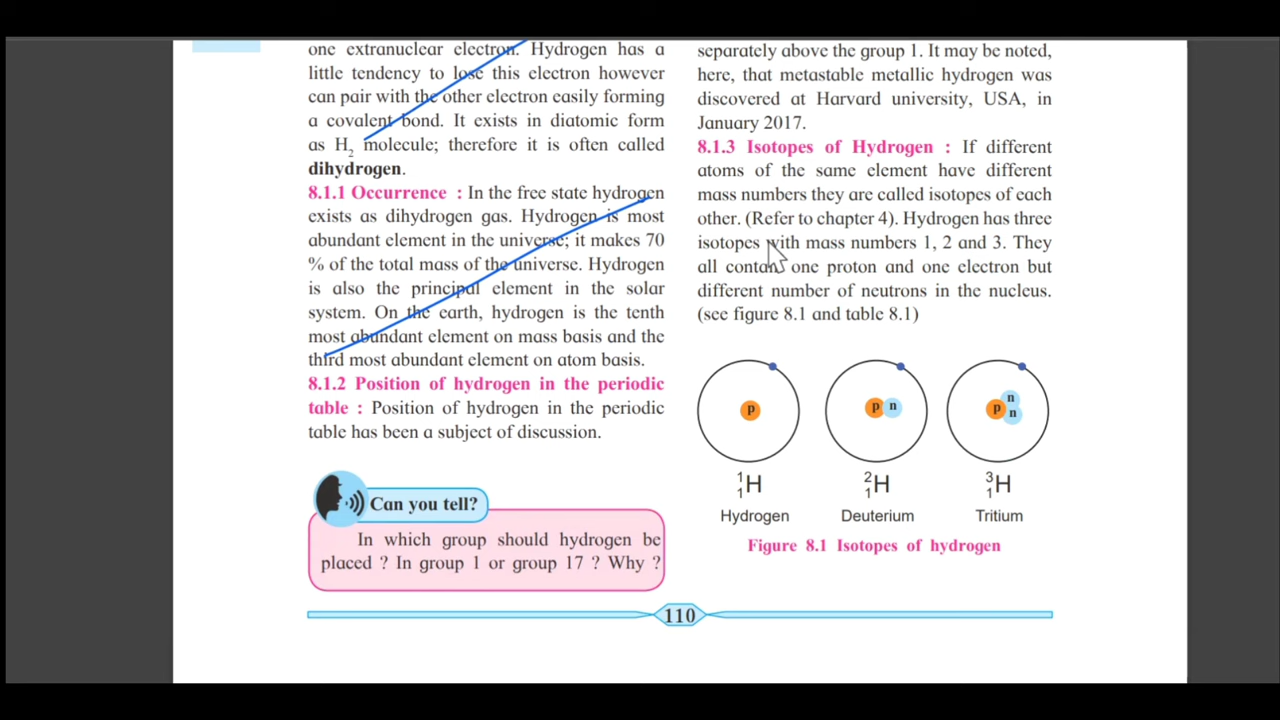 one extranuclear electron. Hydrogen has a
little tendency to lose this electron however
can pair with the other electron easily forming
a covalent bond. It exists in diatomic form
as H2 molecule; therefore it is often called
dihydrogen.
8.1.1 Occurrence : In the free state hydrogen
exists as dihydrogen gas. Hydrogen is most
abundant element in the universe; it makes 70
% of the total mass of the universe. Hydrogen
is also the principal element in the solar
system. On the earth, hydrogen is the tenth
most abundant element on mass basis and the
third most abundant element on atom basis.
8.1.2 Position of hydrogen in the periodic
table : Position of hydrogen in the periodic
table has been a subject of discussion.
Can you tell?
In which group should hydrogen be
placed ? In group 1 or group 17 ? Why ?
separately above the group 1. It may be noted,
here, that metastable metallic hydrogen was
discovered at Harvard university, USA, in
January 2017.
8.1.3 Isotopes of Hydrogen : If different
atoms of the same element have different
mass numbers they are called isotopes of each
other. (Refer to chapter 4). Hydrogen has three
isotopes with mass numbers 1, 2 and 3. They
all contans one proton and one electron but
different number of neutrons in the nucleus.
(see figure 8.1 and table 8.1)
p
p n
p n n
¹₁H ²₁H ³₁H
Hydrogen Deuterium Tritium
Figure 8.1 Isotopes of hydrogen
110